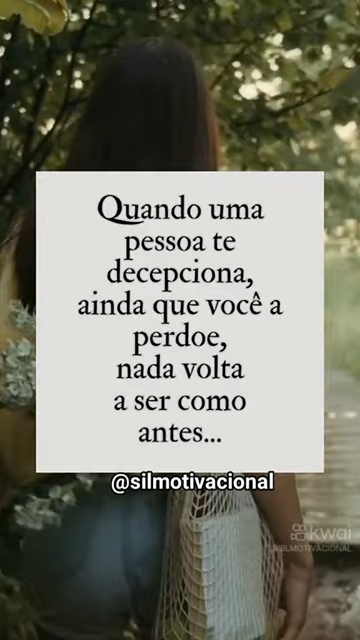 Quando uma
pessoa te
decepciona,
ainda que você a
perdoe,
nada volta
a ser como
antes...
@silmotivacional
kwai
@SILMOTIVACIONAL